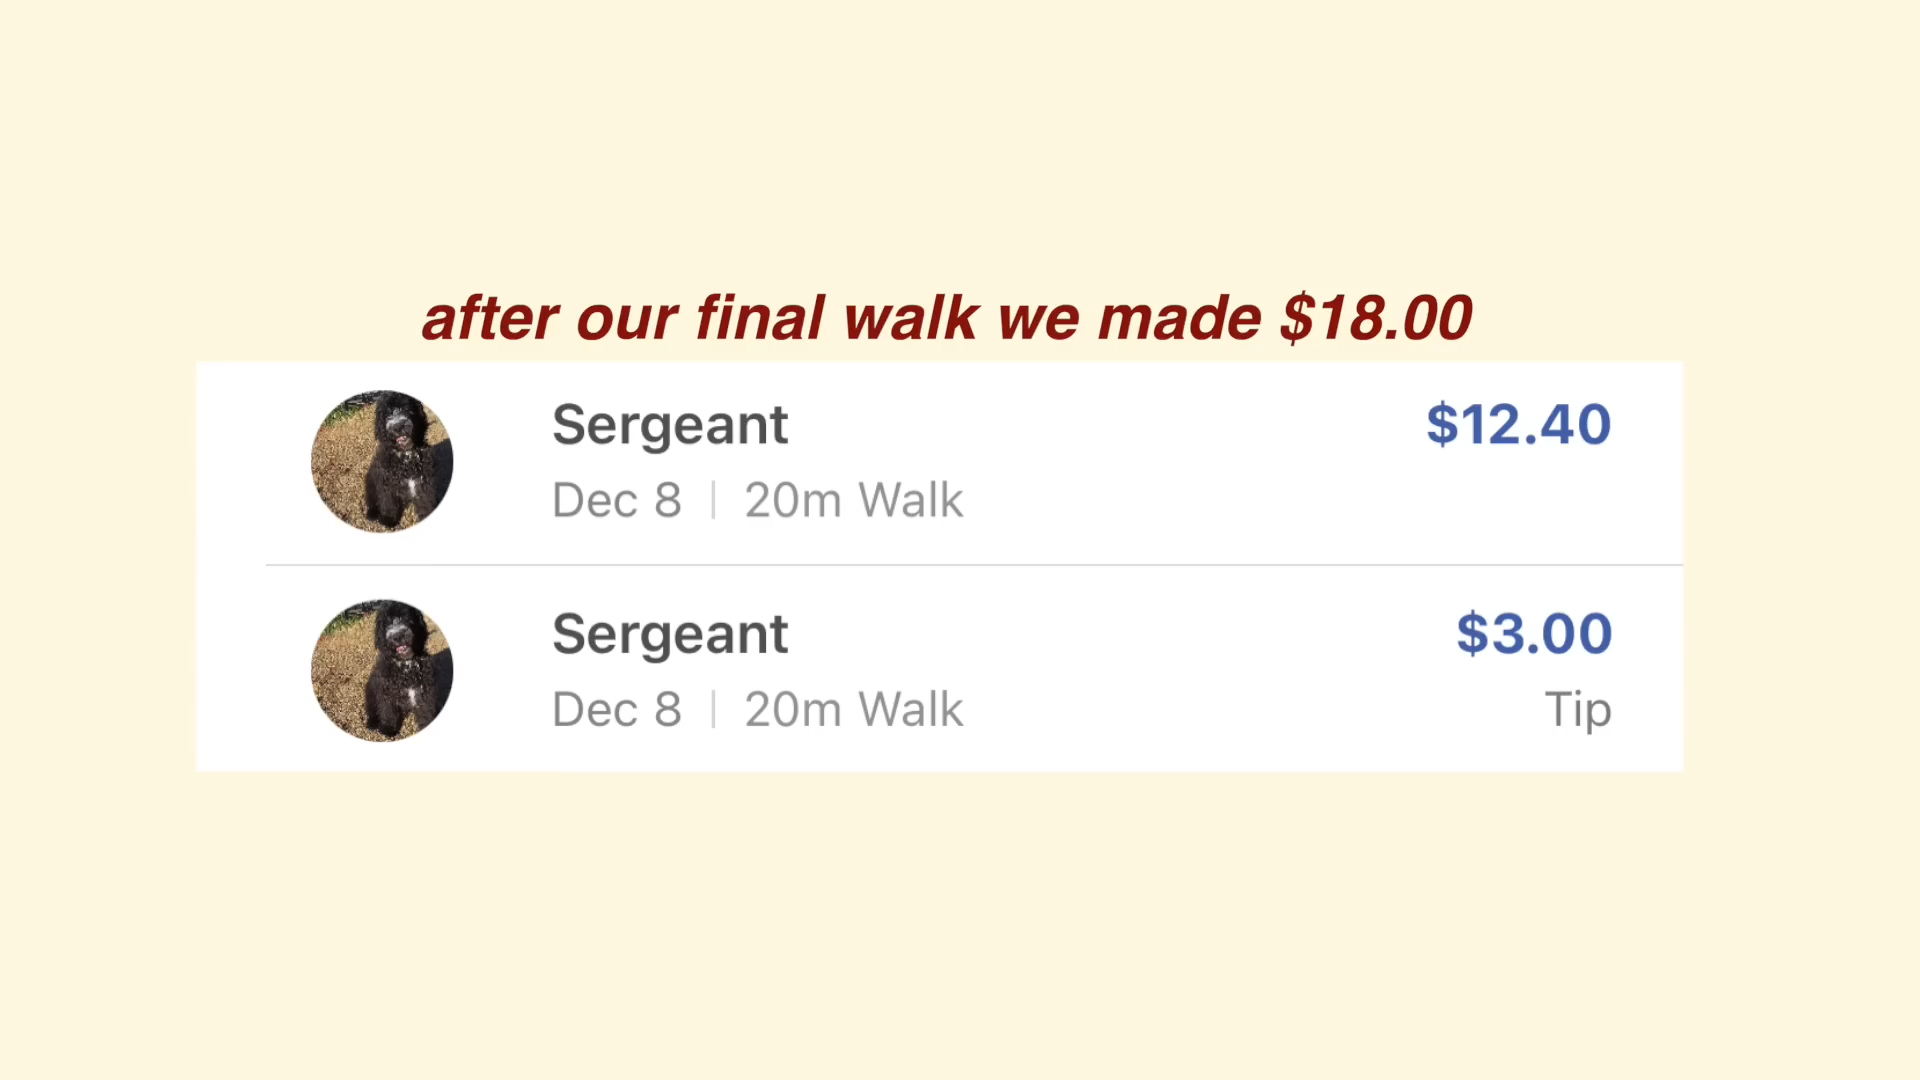 after our final walk we made $18.00
Sergeant $12.40
Dec 8 | 20m Walk
Sergeant $3.00
Dec 8 | 20m Walk Tip